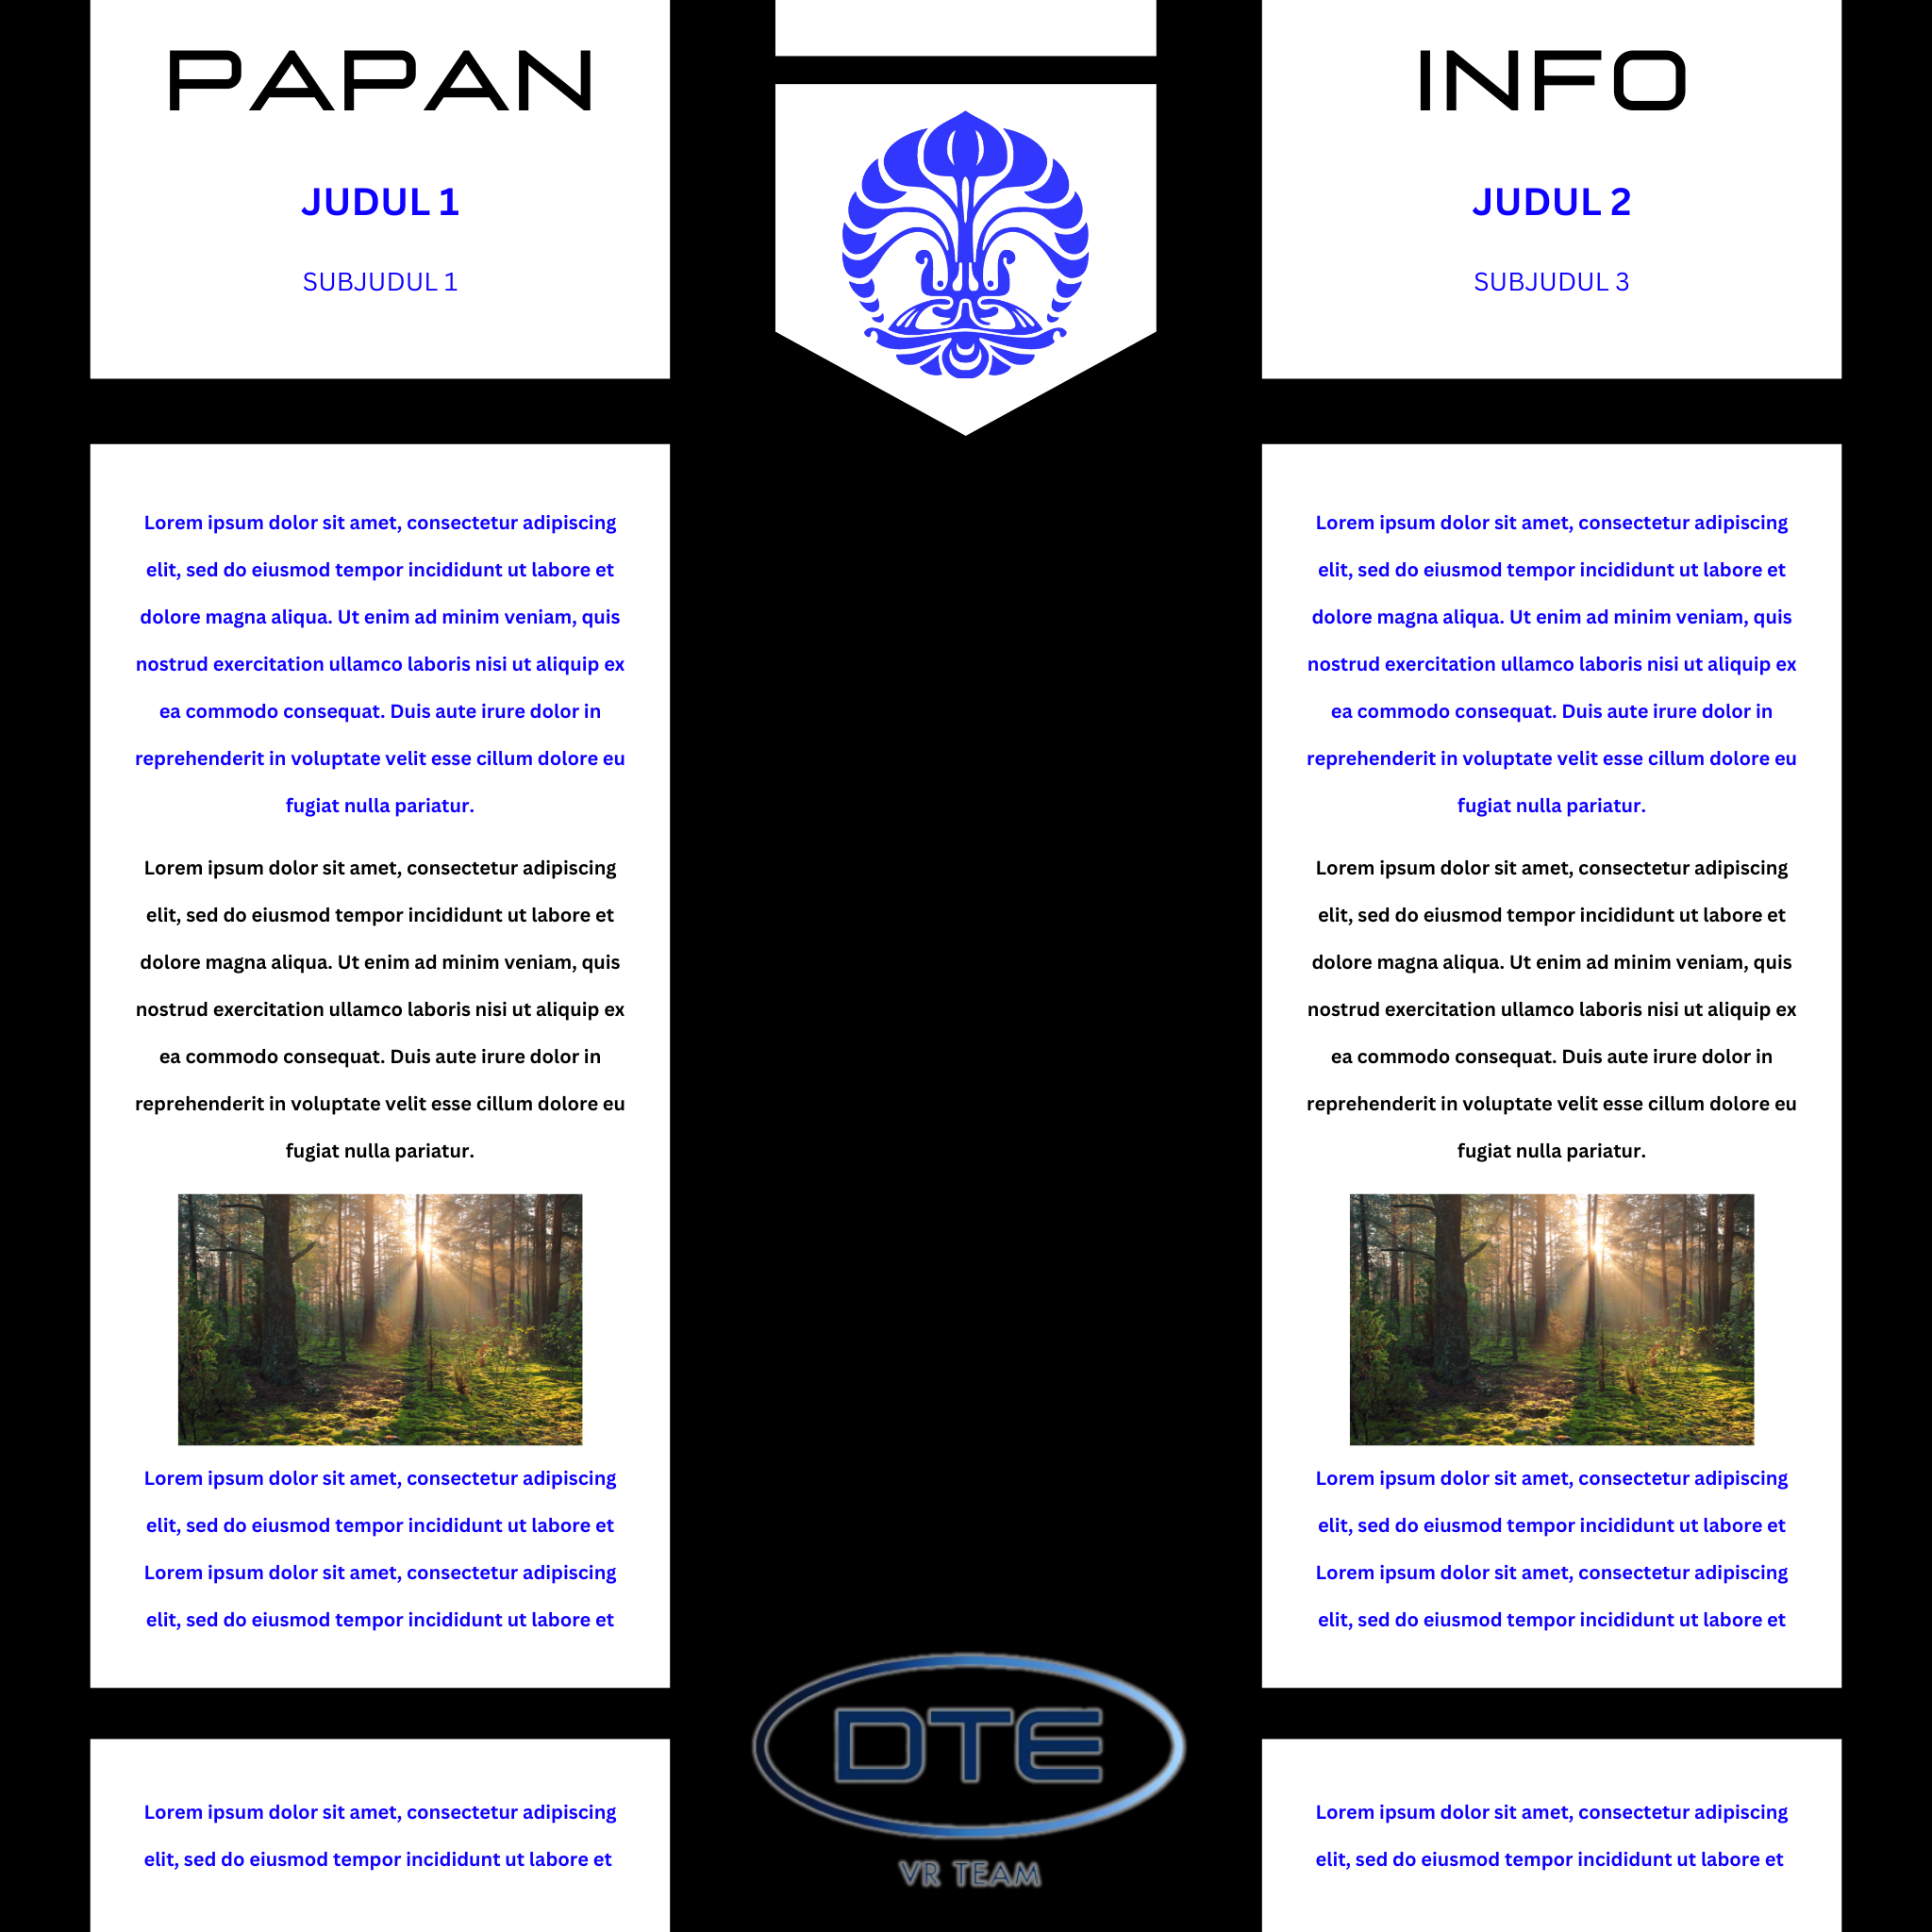 PAPAN
JUDUL 1
SUBJUDUL 1
Lorem ipsum dolor sit amet, consectetur adipiscing
elit, sed do eiusmod tempor incididunt ut labore et
dolore magna aliqua. Ut enim ad minim veniam, quis
nostrud exercitation ullamco laboris nisi ut aliquip ex
ea commodo consequat. Duis aute irure dolor in
reprehenderit in voluptate velit esse cillum dolore eu
fugiat nulla pariatur.
Lorem ipsum dolor sit amet, consectetur adipiscing
elit, sed do eiusmod tempor incididunt ut labore et
dolore magna aliqua. Ut enim ad minim veniam, quis
nostrud exercitation ullamco laboris nisi ut aliquip ex
ea commodo consequat. Duis aute irure dolor in
reprehenderit in voluptate velit esse cillum dolore eu
fugiat nulla pariatur.
Lorem ipsum dolor sit amet, consectetur adipiscing
elit, sed do eiusmod tempor incididunt ut labore et
Lorem ipsum dolor sit amet, consectetur adipiscing
elit, sed do eiusmod tempor incididunt ut labore et
Lorem ipsum dolor sit amet, consectetur adipiscing
elit, sed do eiusmod tempor incididunt ut labore et
DTE
VR TEAM
INFO
JUDUL 2
SUBJUDUL 3
Lorem ipsum dolor sit amet, consectetur adipiscing
elit, sed do eiusmod tempor incididunt ut labore et
dolore magna aliqua. Ut enim ad minim veniam, quis
nostrud exercitation ullamco laboris nisi ut aliquip ex
ea commodo consequat. Duis aute irure dolor in
reprehenderit in voluptate velit esse cillum dolore eu
fugiat nulla pariatur.
Lorem ipsum dolor sit amet, consectetur adipiscing
elit, sed do eiusmod tempor incididunt ut labore et
dolore magna aliqua. Ut enim ad minim veniam, quis
nostrud exercitation ullamco laboris nisi ut aliquip ex
ea commodo consequat. Duis aute irure dolor in
reprehenderit in voluptate velit esse cillum dolore eu
fugiat nulla pariatur.
Lorem ipsum dolor sit amet, consectetur adipiscing
elit, sed do eiusmod tempor incididunt ut labore et
Lorem ipsum dolor sit amet, consectetur adipiscing
elit, sed do eiusmod tempor incididunt ut labore et
Lorem ipsum dolor sit amet, consectetur adipiscing
elit, sed do eiusmod tempor incididunt ut labore et